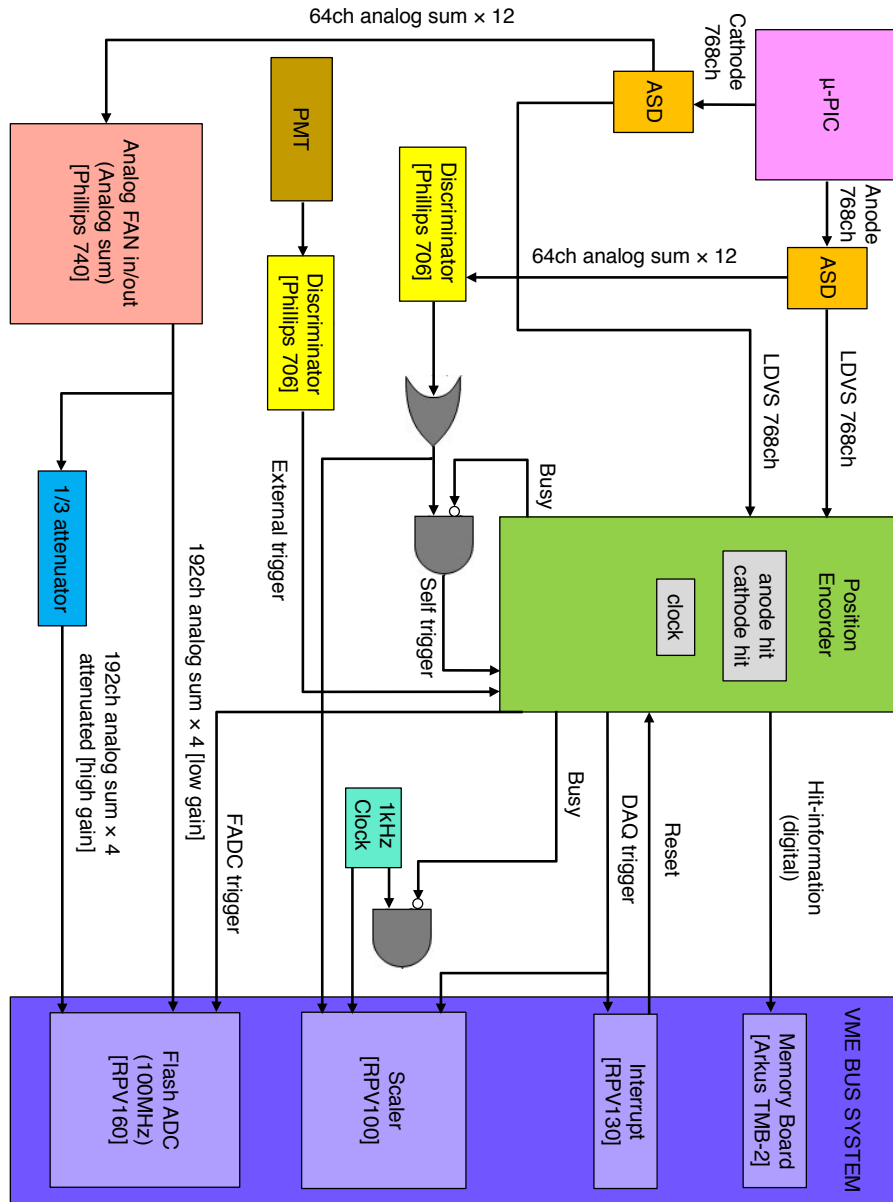 μ-PIC
Cathode
768ch
Anode
768ch
ASD
ASD
64ch analog sum × 12
64ch analog sum × 12
LDVS 768ch
LDVS 768ch
PMT
Discriminator
[Phillips 706]
Discriminator
[Phillips 706]
Analog FAN in/out
(Analog sum)
[Phillips 740]
1/3 attenuator
External trigger
Self trigger
Busy
Position
Encorder
anode hit
cathode hit
clock
192ch analog sum × 4 [low gain]
192ch analog sum × 4
attenuated [high gain]
FADC trigger
1kHz
Clock
Busy
DAQ trigger
Reset
Hit-information
(digital)
VME BUS SYSTEM
Memory Board
[Arkus TMB-2]
Interrupt
[RPV130]
Scaler
[RPV100]
Flash ADC
(100MHz)
[RPV160]